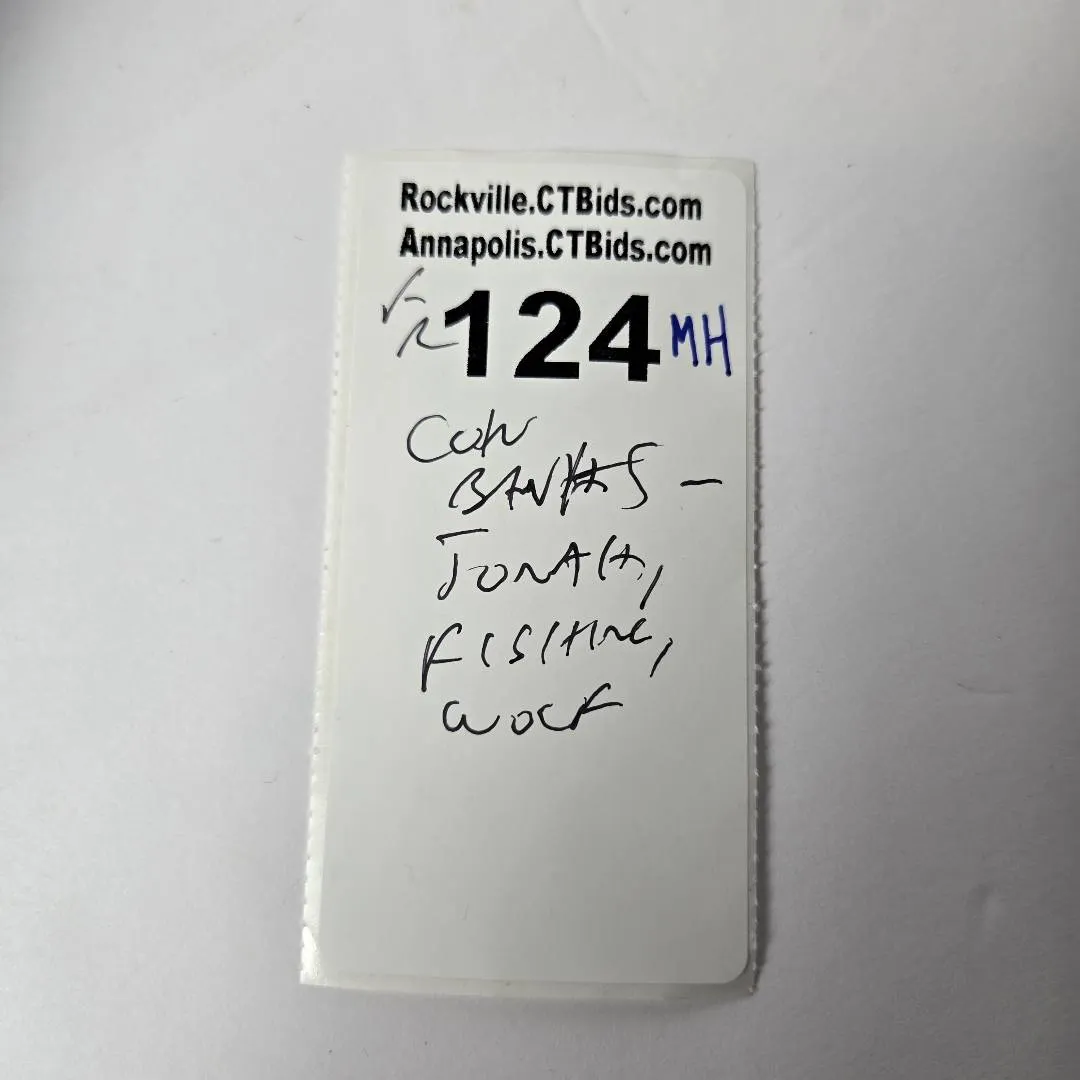 Rockville.CTBids.com
Annapolis.CTBids.com
124 MH
COIN
BANKS -
JONAH,
FISHING,
WOLF